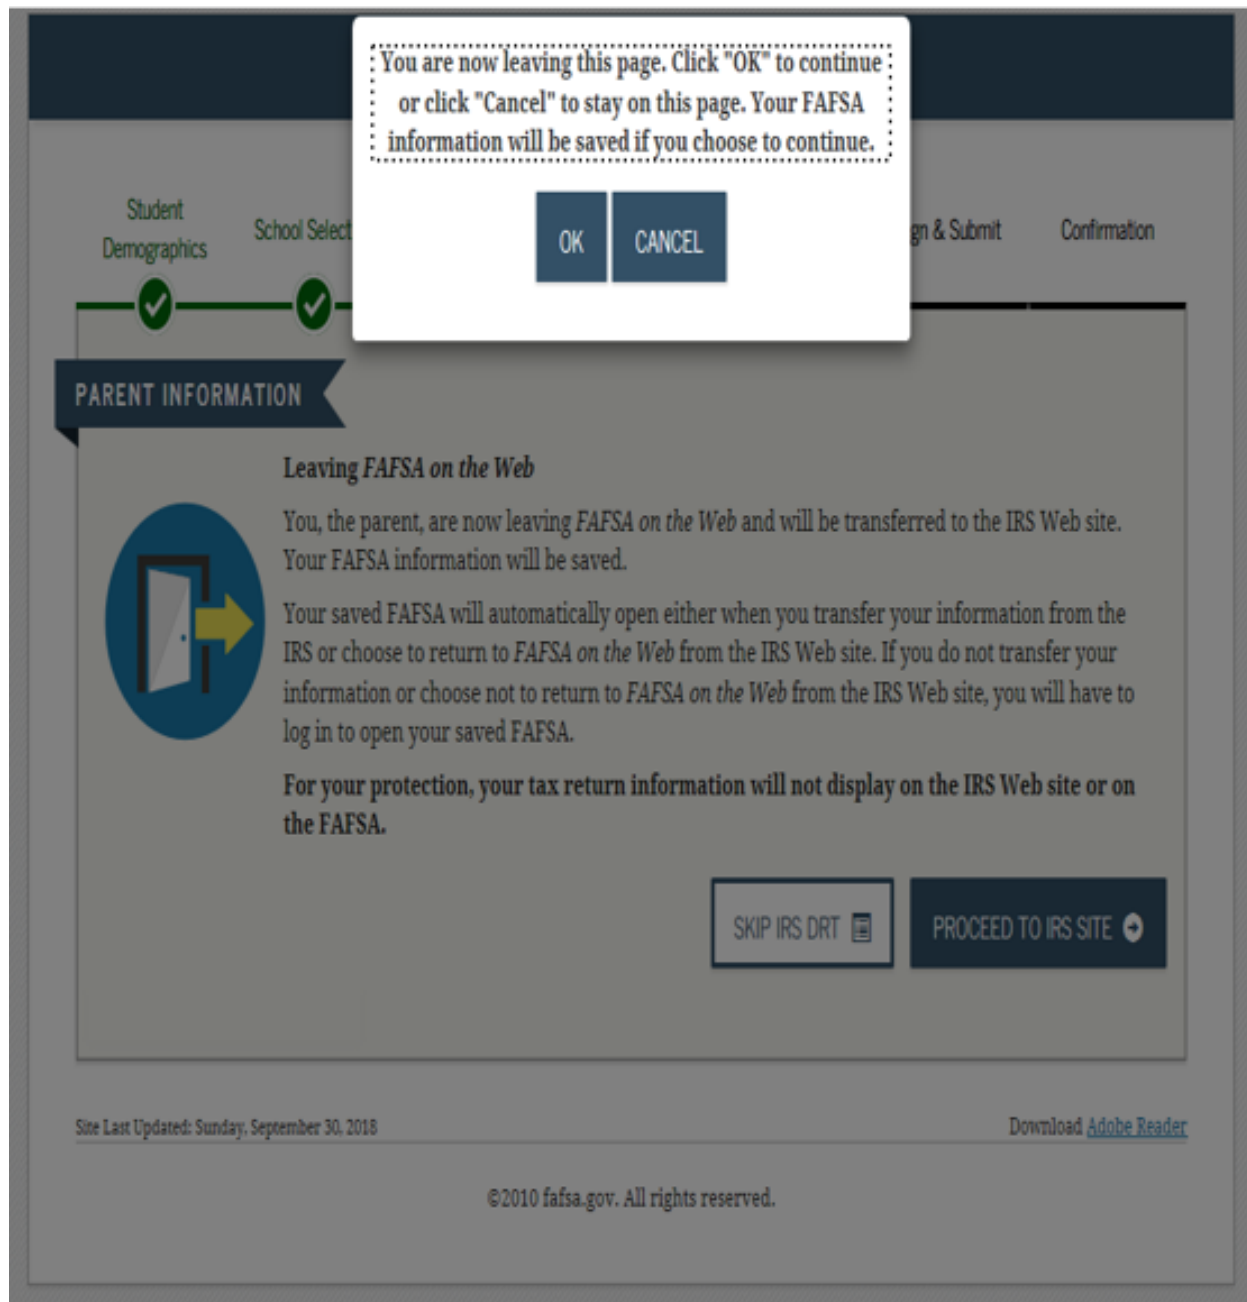 You are now leaving this page. Click "OK" to continue
or click "Cancel" to stay on this page. Your FAFSA
information will be saved if you choose to continue.
OK CANCEL
Student
Demographics
School Select
gn & Submit
Confirmation
PARENT INFORMATION
Leaving FAFSA on the Web
You, the parent, are now leaving FAFSA on the Web and will be transferred to the IRS Web site.
Your FAFSA information will be saved.
Your saved FAFSA will automatically open either when you transfer your information from the
IRS or choose to return to FAFSA on the Web from the IRS Web site. If you do not transfer your
information or choose not to return to FAFSA on the Web from the IRS Web site, you will have to
log in to open your saved FAFSA.
For your protection, your tax return information will not display on the IRS Web site or on
the FAFSA.
SKIP IRS DRT
PROCEED TO IRS SITE
Site Last Updated: Sunday, September 30, 2018
Download Adobe Reader
©2010 fafsa.gov. All rights reserved.